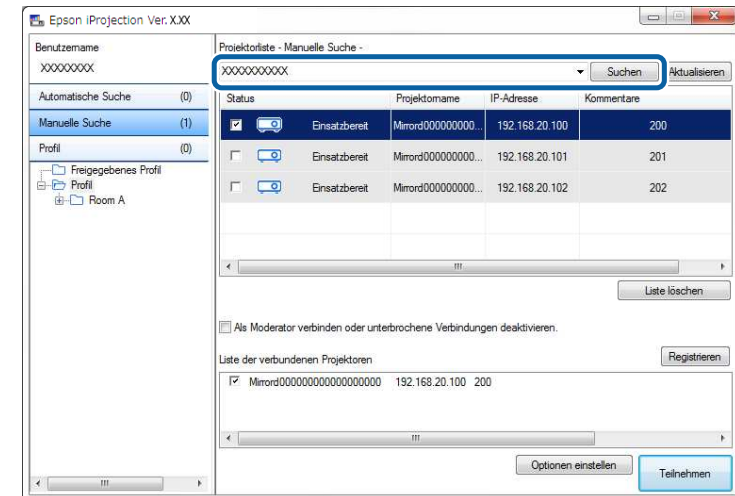 Epson iProjection Ver. X.XX
Benutzername
XXXXXXXX
Automatische Suche (0)
Manuelle Suche (1)
Profil (0)
Freigegebenes Profil
Profil
Room A
Projektorliste - Manuelle Suche -
XXXXXXXXXX Suchen Aktualisieren
Status Projektorname IP-Adresse Kommentare
Einsatzbereit Mirrord000000000... 192.168.20.100 200
Einsatzbereit Mirrord000000000... 192.168.20.101 201
Einsatzbereit Mirrord000000000... 192.168.20.102 202
Liste löschen
Als Moderator verbinden oder unterbrochene Verbindungen deaktivieren.
Liste der verbundenen Projektoren Registrieren
Mirrord000000000000000000 192.168.20.100 200
Optionen einstellen Teilnehmen